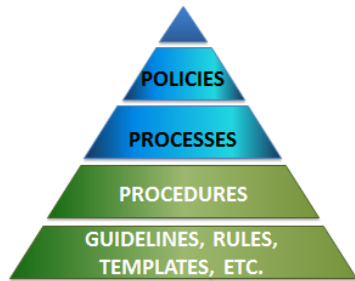 POLICIES
PROCESSES
PROCEDURES
GUIDELINES, RULES,
TEMPLATES, ETC.